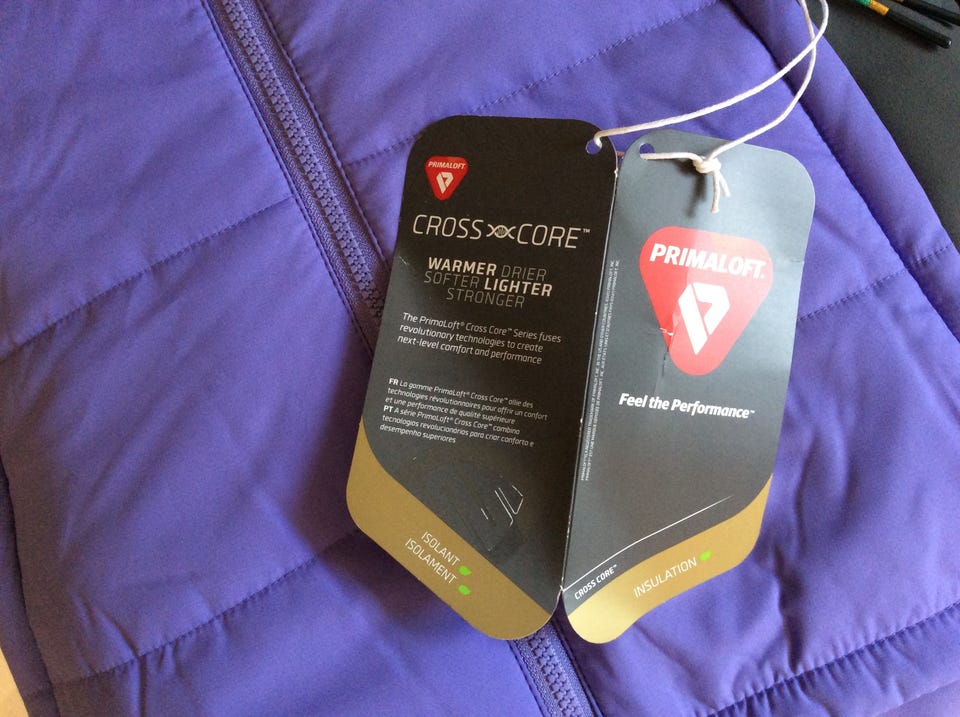 PRIMALOFT®
CROSS CORE™
WARMER DRIER
SOFTER LIGHTER
STRONGER
The PrimaLoft® Cross Core™ Series fuses
revolutionary technologies to create
next-level comfort and performance
FR La gamme PrimaLoft® Cross Core™ allie des
technologies révolutionnaires pour offrir un confort
et une performance de qualité supérieure
PT A série PrimaLoft® Cross Core™ combina
tecnologias revolucionárias para criar conforto e
desempenho superiores
ISOLANT
ISOLAMENT
PRIMALOFT®
Feel the Performance™
CROSS CORE™
INSULATION